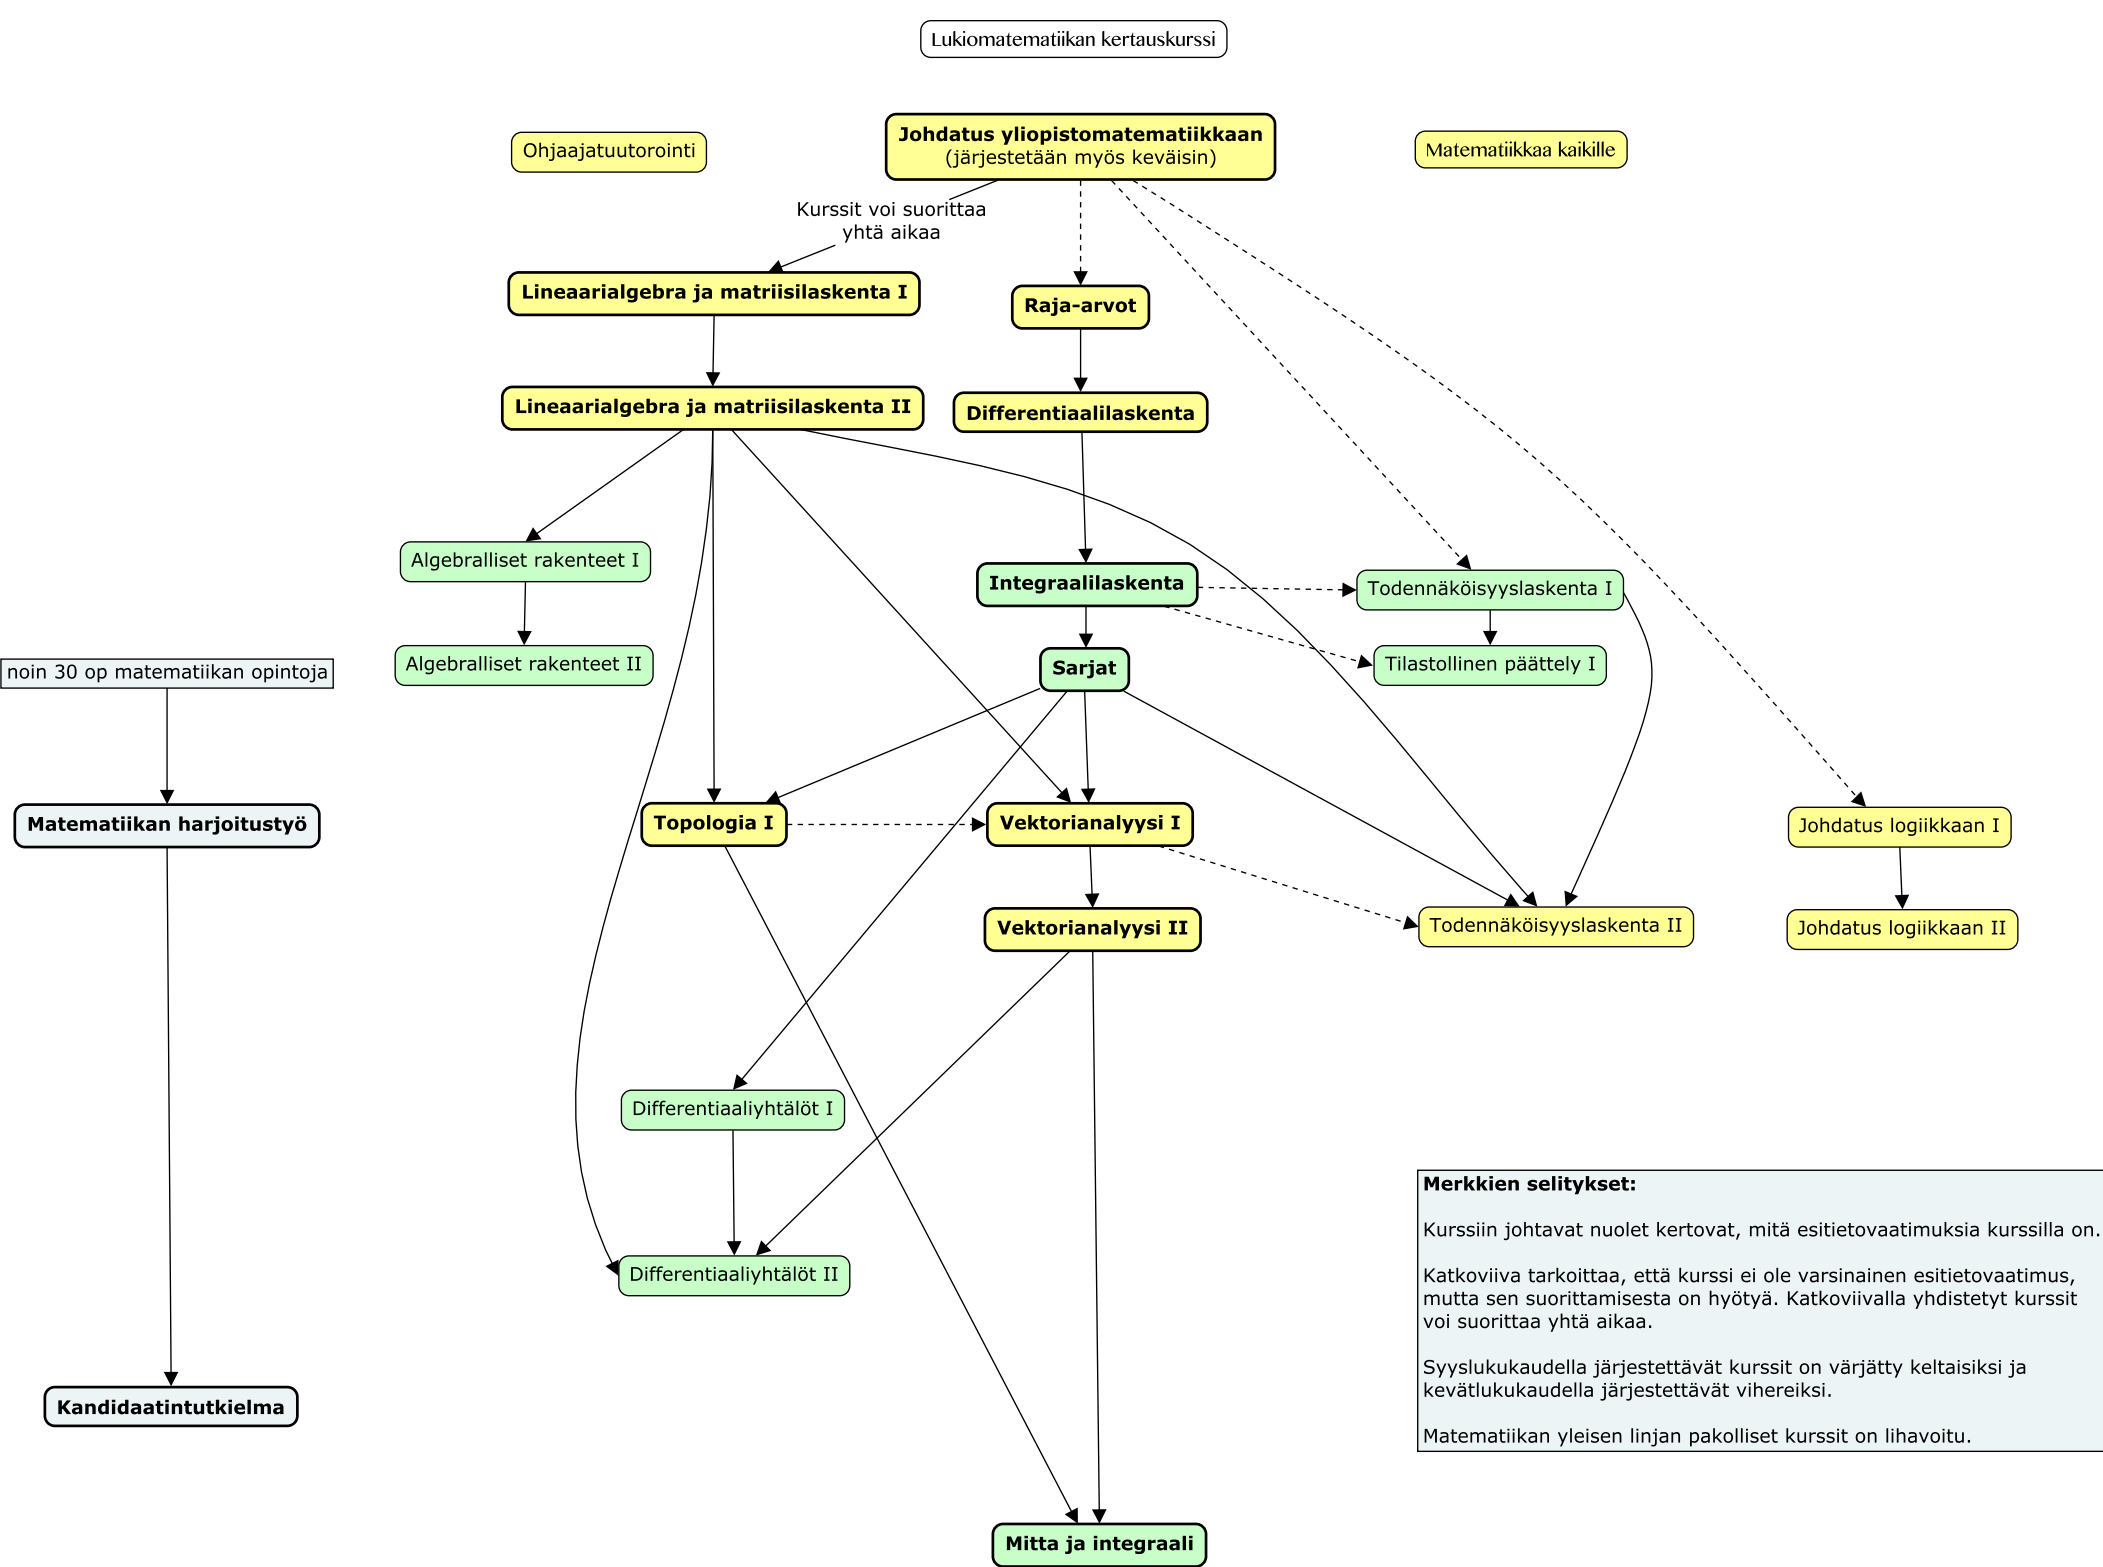 Lukiomatematiikan kertauskurssi
Ohjaajatuutorointi
Johdatus yliopistomatematiikkaan
(järjestetään myös keväisin)
Matematiikkaa kaikille
Kurssit voi suorittaa
yhtä aikaa
Lineaarialgebra ja matriisilaskenta I
Raja-arvot
Lineaarialgebra ja matriisilaskenta II
Differentiaalilaskenta
Algebralliset rakenteet I
Integraalilaskenta
Todennäköisyyslaskenta I
Algebralliset rakenteet II
Sarjat
Tilastollinen päättely I
noin 30 op matematiikan opintoja
Matematiikan harjoitustyö
Topologia I
Vektorianalyysi I
Johdatus logiikkaan I
Vektorianalyysi II
Todennäköisyyslaskenta II
Johdatus logiikkaan II
Differentiaaliyhtälöt I
Differentiaaliyhtälöt II
Merkkien selitykset:
Kurssiin johtavat nuolet kertovat, mitä esitietovaatimuksia kurssilla on.
Katkoviiva tarkoittaa, että kurssi ei ole varsinainen esitietovaatimus,
mutta sen suorittamisesta on hyötyä. Katkoviivalla yhdistetyt kurssit
voi suorittaa yhtä aikaa.
Syyslukukaudella järjestettävät kurssit on värjätty keltaisiksi ja
kevätlukukaudella järjestettävät vihereiksi.
Matematiikan yleisen linjan pakolliset kurssit on lihavoitu.
Kandidaatintutkielma
Mitta ja integraali